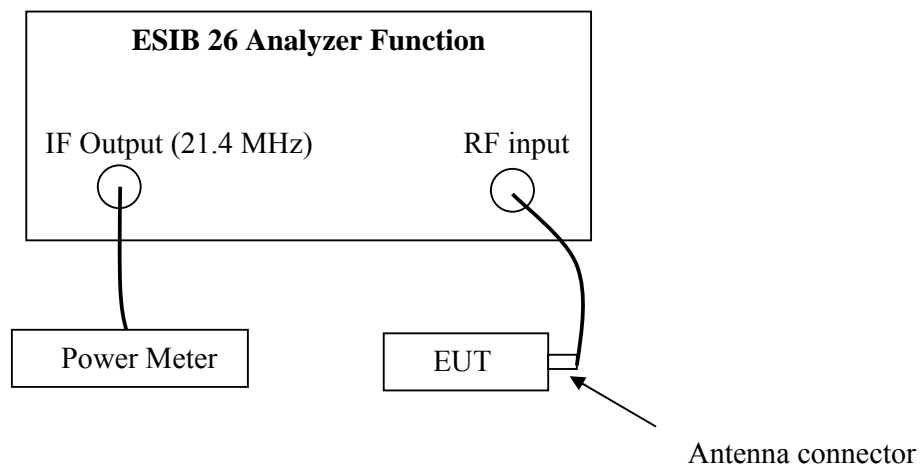 ESIB 26 Analyzer Function
IF Output (21.4 MHz)
RF input
Power Meter
EUT
Antenna connector